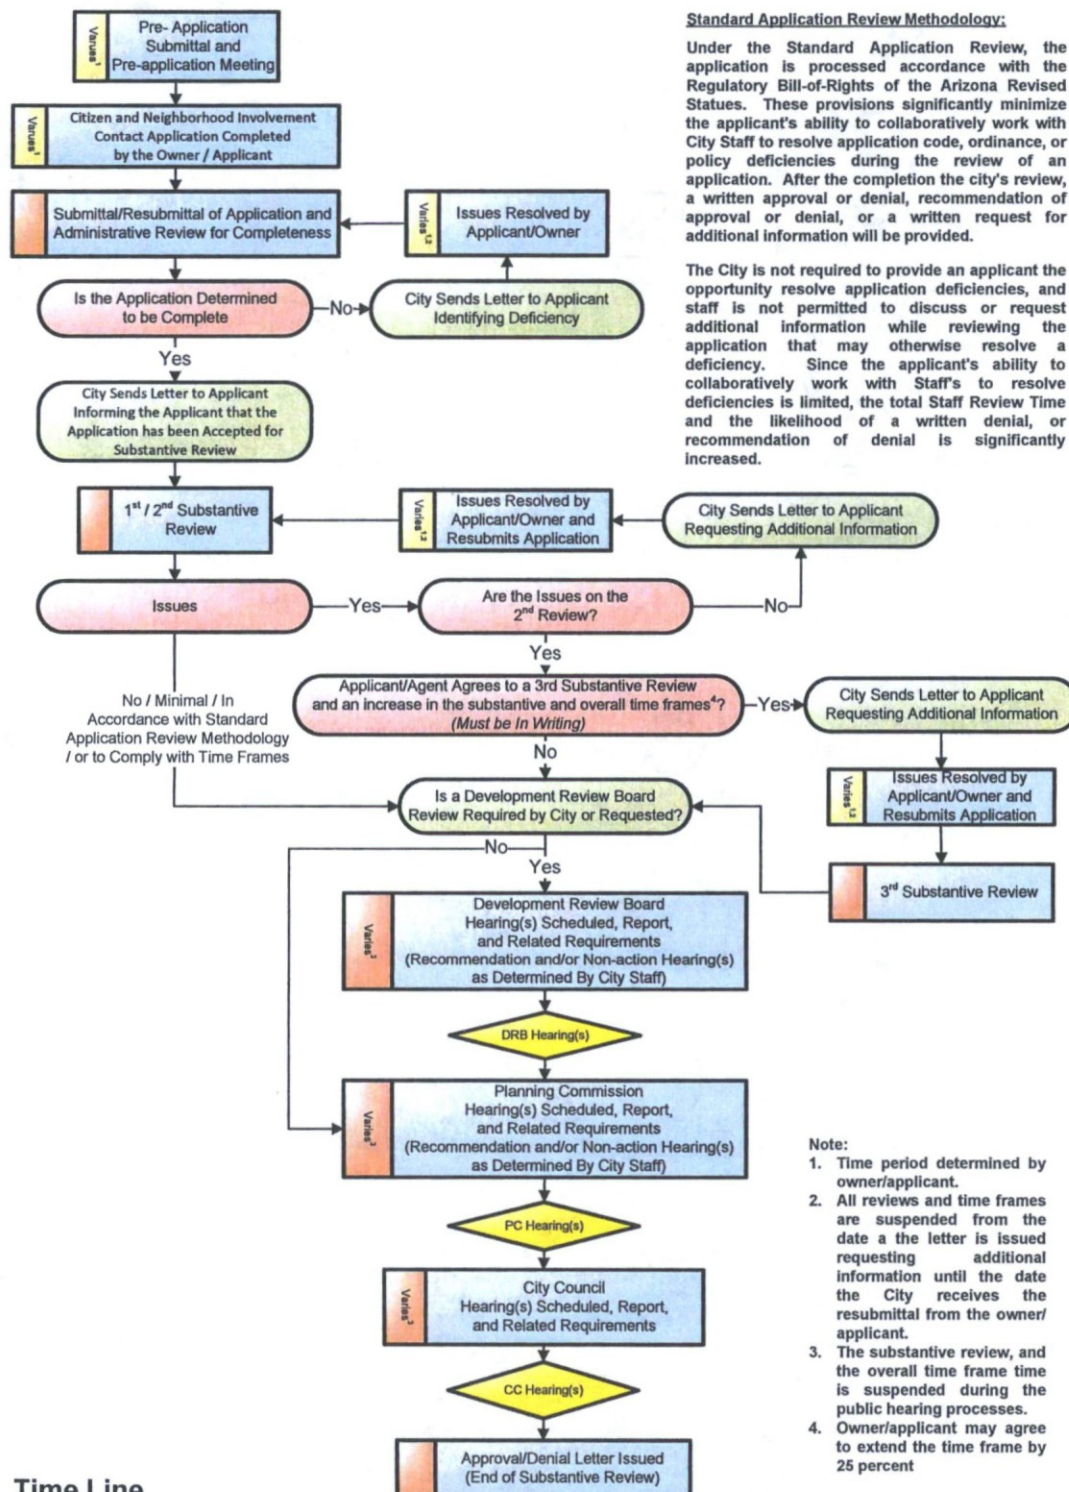 Pre- Application
Submittal and
Pre-application Meeting
Varues¹
Citizen and Neighborhood Involvement
Contact Application Completed
by the Owner / Applicant
Varues¹
Submittal/Resubmittal of Application and
Administrative Review for Completeness
Issues Resolved by
Applicant/Owner
Varies¹,²
Is the Application Determined
to be Complete
No
City Sends Letter to Applicant
Identifying Deficiency
Yes
City Sends Letter to Applicant
Informing the Applicant that the
Application has been Accepted for
Substantive Review
1st / 2nd Substantive
Review
Varies¹,²
Issues Resolved by
Applicant/Owner and
Resubmits Application
City Sends Letter to Applicant
Requesting Additional Information
Issues
Yes
Are the Issues on the
2nd Review?
No
Yes
No / Minimal / In
Accordance with Standard
Application Review Methodology
/ or to Comply with Time Frames
Applicant/Agent Agrees to a 3rd Substantive Review
and an increase in the substantive and overall time frames⁴?
(Must be In Writing)
Yes
City Sends Letter to Applicant
Requesting Additional Information
No
Varies¹,²
Issues Resolved by
Applicant/Owner and
Resubmits Application
Is a Development Review Board
Review Required by City or Requested?
3rd Substantive Review
No
Yes
Varies³
Development Review Board
Hearing(s) Scheduled, Report,
and Related Requirements
(Recommendation and/or Non-action Hearing(s)
as Determined By City Staff)
DRB Hearing(s)
Varies³
Planning Commission
Hearing(s) Scheduled, Report,
and Related Requirements
(Recommendation and/or Non-action Hearing(s)
as Determined By City Staff)
PC Hearing(s)
Varies³
City Council
Hearing(s) Scheduled, Report,
and Related Requirements
CC Hearing(s)
Approval/Denial Letter Issued
(End of Substantive Review)
Time Line
Standard Application Review Methodology:
Under the Standard Application Review, the
application is processed accordance with the
Regulatory Bill-of-Rights of the Arizona Revised
Statues. These provisions significantly minimize
the applicant's ability to collaboratively work with
City Staff to resolve application code, ordinance, or
policy deficiencies during the review of an
application. After the completion the city's review,
a written approval or denial, recommendation of
approval or denial, or a written request for
additional information will be provided.
The City is not required to provide an applicant the
opportunity resolve application deficiencies, and
staff is not permitted to discuss or request
additional information while reviewing the
application that may otherwise resolve a
deficiency. Since the applicant's ability to
collaboratively work with Staff's to resolve
deficiencies is limited, the total Staff Review Time
and the likelihood of a written denial, or
recommendation of denial is significantly
increased.
Note:
1. Time period determined by
owner/applicant.
2. All reviews and time frames
are suspended from the
date a the letter is issued
requesting additional
information until the date
the City receives the
resubmittal from the owner/
applicant.
3. The substantive review, and
the overall time frame time
is suspended during the
public hearing processes.
4. Owner/applicant may agree
to extend the time frame by
25 percent